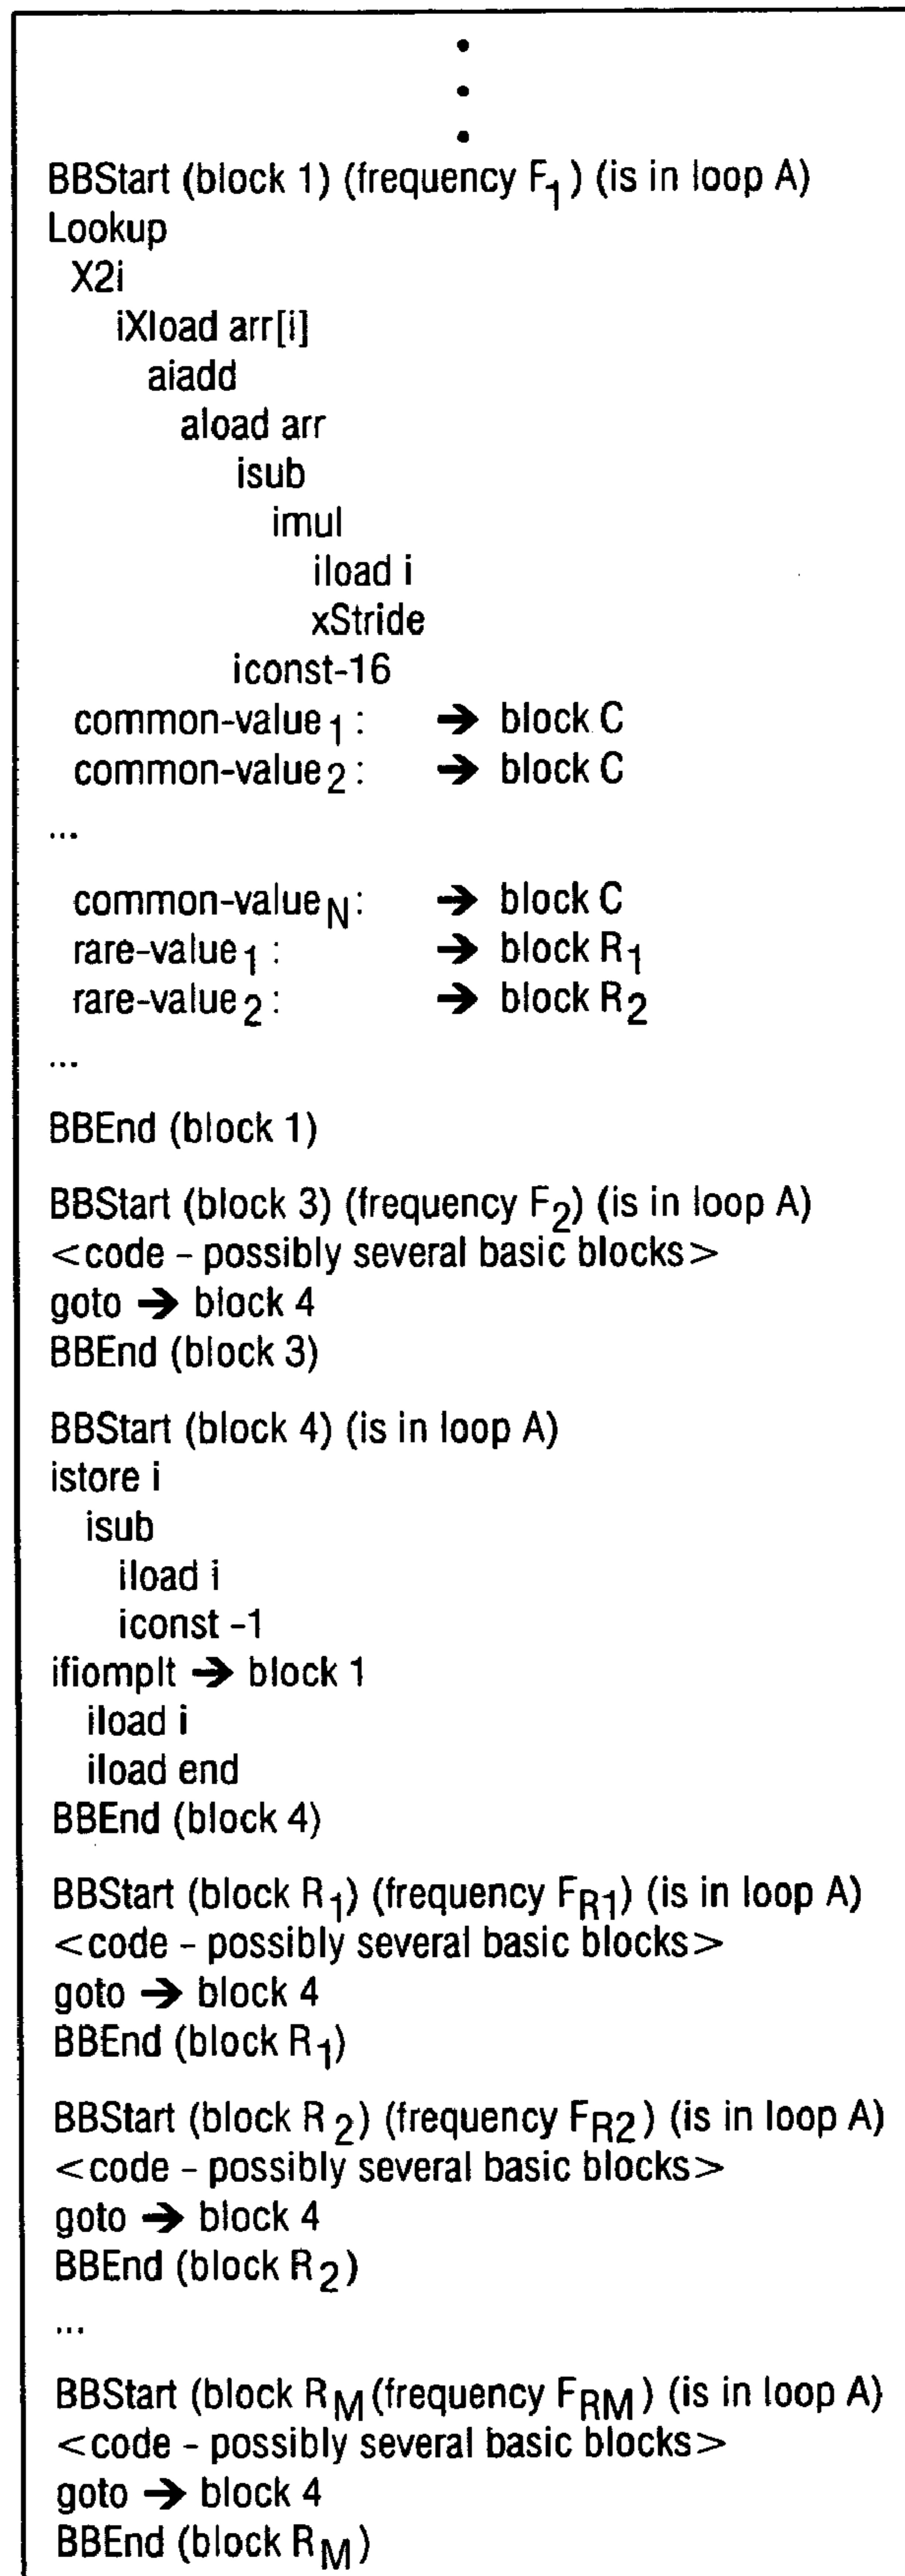 BBStart (block 1) (frequency F1) (is in loop A)
Lookup
X2i
iXload arr[i]
aiadd
aload arr
isub
imul
iload i
xStride
iconst-16
common-value1: → block C
common-value2: → block C
...
common-valueN: → block C
rare-value1: → block R1
rare-value2: → block R2
...
BBEnd (block 1)
BBStart (block 3) (frequency F2) (is in loop A)
<code - possibly several basic blocks>
goto → block 4
BBEnd (block 3)
BBStart (block 4) (is in loop A)
istore i
isub
iload i
iconst -1
ifiomplt → block 1
iload i
iload end
BBEnd (block 4)
BBStart (block R1) (frequency FR1) (is in loop A)
<code - possibly several basic blocks>
goto → block 4
BBEnd (block R1)
BBStart (block R2) (frequency FR2) (is in loop A)
<code - possibly several basic blocks>
goto → block 4
BBEnd (block R2)
...
BBStart (block RM(frequency FRM) (is in loop A)
<code - possibly several basic blocks>
goto → block 4
BBEnd (block RM)